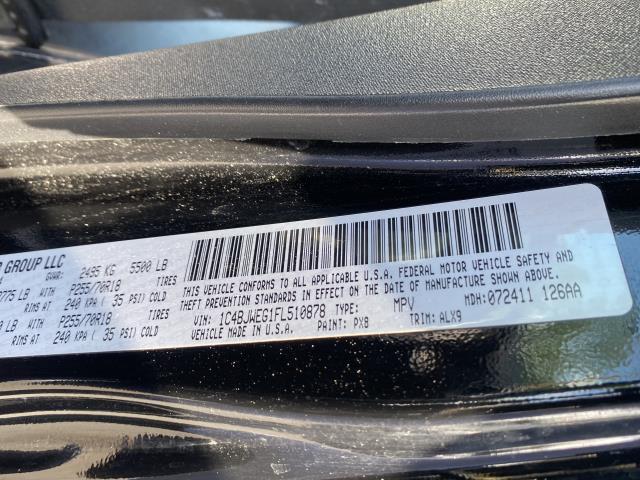 R GROUP LLC
GVWR: 2495 KG 5500 LB
775 LB P255/70R18 TIRES
RIMS AT 240 KPA ( 35 PSI) COLD
LB P255/70R18 TIRES
RIMS AT 240 KPA ( 35 PSI) COLD
THIS VEHICLE CONFORMS TO ALL APPLICABLE U.S.A. FEDERAL MOTOR VEHICLE SAFETY AND
THEFT PREVENTION STANDARDS IN EFFECT ON THE DATE OF MANUFACTURE SHOWN ABOVE.
VIN: 1C4BJWEG1FL510878 TYPE: MPV MDH: 072411 126AA
VEHICLE MADE IN U.S.A. PAINT: PX8 TRIM: ALX9